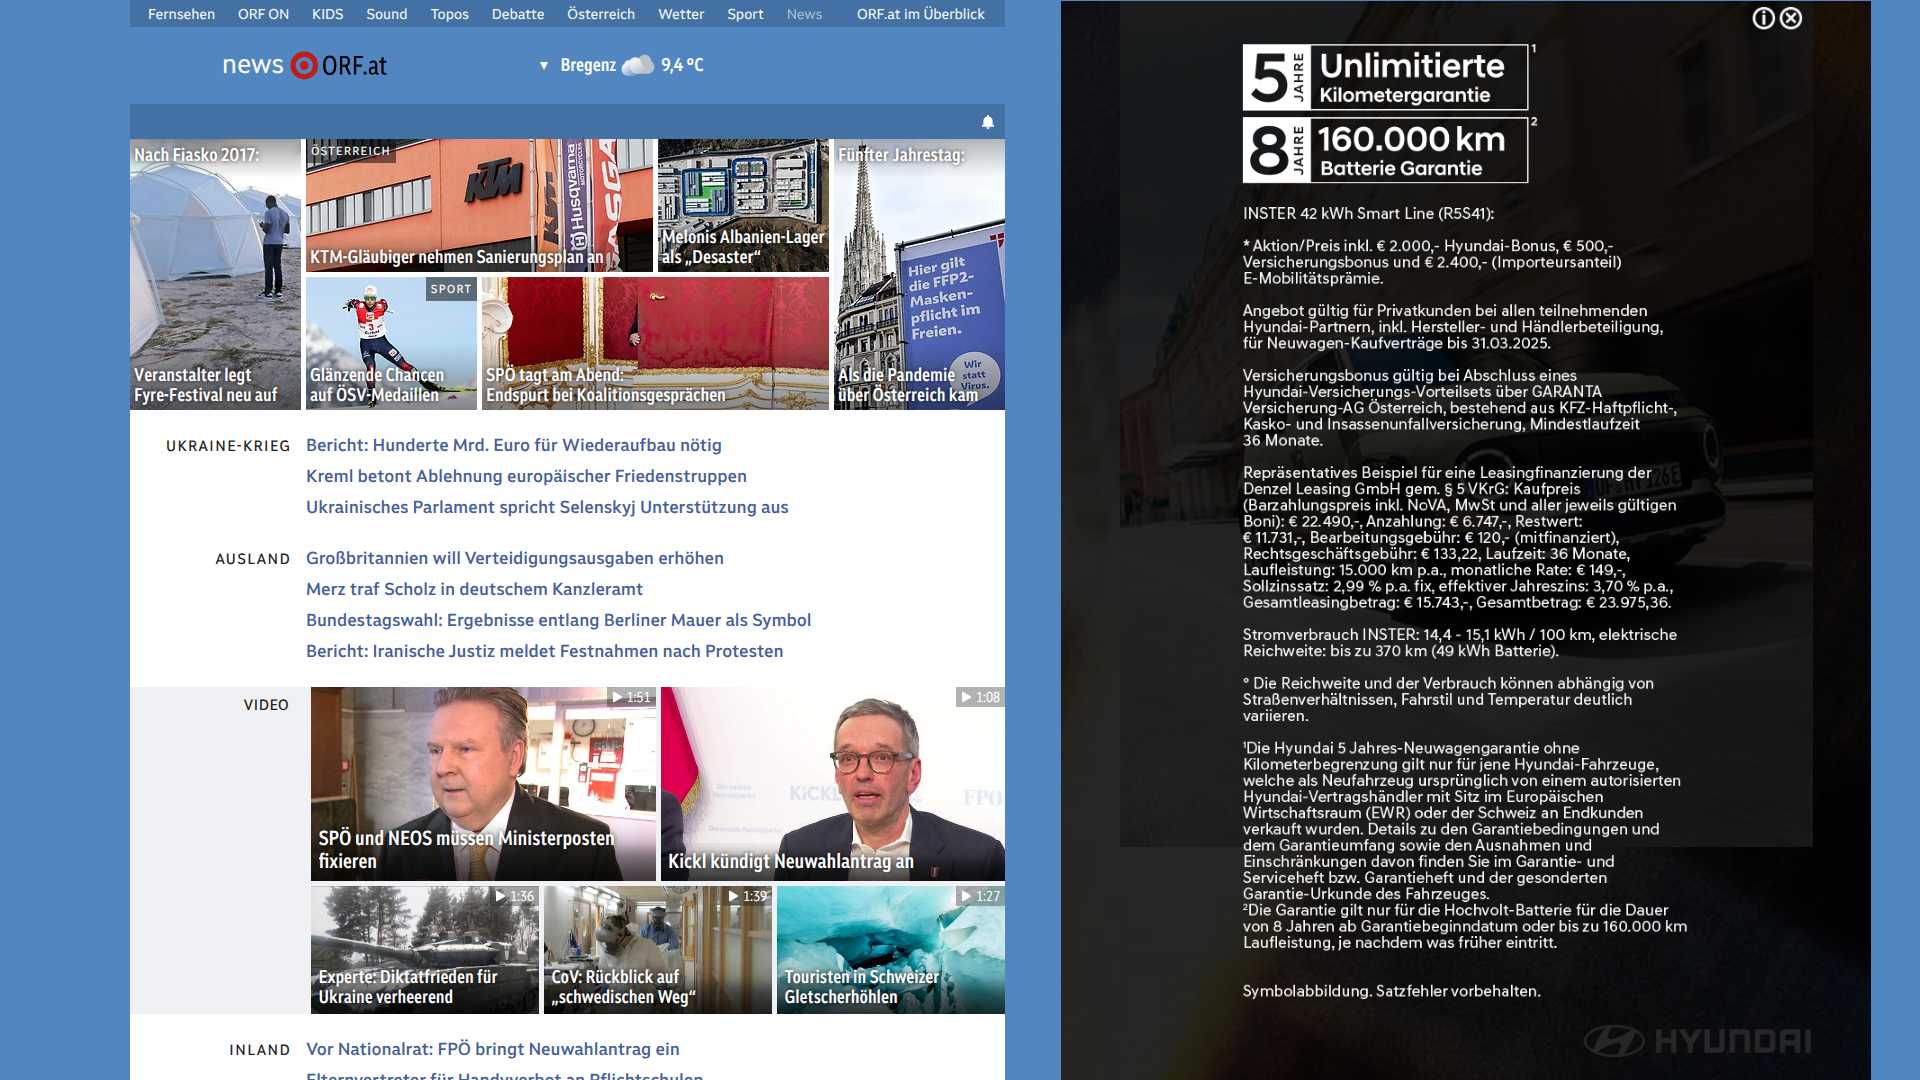 Fernsehen ORF ON KIDS Sound Topos Debatte Österreich Wetter Sport News ORF.at im Überblick
news ORF.at
Bregenz 9,4 °C
Nach Fiasko 2017:
Veranstalter legt
Fyre-Festival neu auf
ÖSTERREICH
KTM
KTM
Husqvarna
MOTORCYCLES
GASGA
KTM-Gläubiger nehmen Sanierungsplan an
Melonis Albanien-Lager
als „Desaster“
SPORT
3
Glänzende Chancen
auf ÖSV-Medaillen
SPÖ tagt am Abend:
Endspurt bei Koalitionsgesprächen
Fünfter Jahrestag:
Hier gilt
die FFP2-
Masken-
pflicht im
Freien.
Wir
statt
Virus.
Als die Pandemie
über Österreich kam
UKRAINE-KRIEG
Bericht: Hunderte Mrd. Euro für Wiederaufbau nötig
Kreml betont Ablehnung europäischer Friedenstruppen
Ukrainisches Parlament spricht Selenskyj Unterstützung aus
AUSLAND
Großbritannien will Verteidigungsausgaben erhöhen
Merz traf Scholz in deutschem Kanzleramt
Bundestagswahl: Ergebnisse entlang Berliner Mauer als Symbol
Bericht: Iranische Justiz meldet Festnahmen nach Protesten
VIDEO
1:51
SPÖ und NEOS müssen Ministerposten
fixieren
1:08
KiCKL
FPÖ
Kickl kündigt Neuwahlantrag an
1:36
Experte: Diktatfrieden für
Ukraine verheerend
1:39
CoV: Rückblick auf
„schwedischen Weg“
1:27
Touristen in Schweizer
Gletscherhöhlen
INLAND
Vor Nationalrat: FPÖ bringt Neuwahlantrag ein
Elternvertreter für Handyverbot an Pflichtschulen
5 JAHRE Unlimitierte 1
Kilometergarantie
8 JAHRE 160.000 km 2
Batterie Garantie
INSTER 42 kWh Smart Line (R5S41):
* Aktion/Preis inkl. € 2.000,- Hyundai-Bonus, € 500,-
Versicherungsbonus und € 2.400,- (Importeursanteil)
E-Mobilitätsprämie.
Angebot gültig für Privatkunden bei allen teilnehmenden
Hyundai-Partnern, inkl. Hersteller- und Händlerbeteiligung,
für Neuwagen-Kaufverträge bis 31.03.2025.
Versicherungsbonus gültig bei Abschluss eines
Hyundai-Versicherungs-Vorteilsets über GARANTA
Versicherung-AG Österreich, bestehend aus KFZ-Haftpflicht-,
Kasko- und Insassenunfallversicherung, Mindestlaufzeit
36 Monate.
Repräsentatives Beispiel für eine Leasingfinanzierung der
Denzel Leasing GmbH gem. § 5 VKrG: Kaufpreis
(Barzahlungspreis inkl. NoVA, MwSt und aller jeweils gültigen
Boni): € 22.490,-, Anzahlung: € 6.747,-, Restwert:
€ 11.731,-, Bearbeitungsgebühr: € 120,- (mitfinanziert),
Rechtsgeschäftsgebühr: € 133,22, Laufzeit: 36 Monate,
Laufleistung: 15.000 km p.a., monatliche Rate: € 149,-,
Sollzinssatz: 2,99 % p.a. fix, effektiver Jahreszins: 3,70 % p.a.,
Gesamtleasingbetrag: € 15.743,-, Gesamtbetrag: € 23.975,36.
Stromverbrauch INSTER: 14,4 - 15,1 kWh / 100 km, elektrische
Reichweite: bis zu 370 km (49 kWh Batterie).
° Die Reichweite und der Verbrauch können abhängig von
Straßenverhältnissen, Fahrstil und Temperatur deutlich
variieren.
¹Die Hyundai 5 Jahres-Neuwagengarantie ohne
Kilometerbegrenzung gilt nur für jene Hyundai-Fahrzeuge,
welche als Neufahrzeug ursprünglich von einem autorisierten
Hyundai-Vertragshändler mit Sitz im Europäischen
Wirtschaftsraum (EWR) oder der Schweiz an Endkunden
verkauft wurden. Details zu den Garantiebedingungen und
dem Garantieumfang sowie den Ausnahmen und
Einschränkungen davon finden Sie im Garantie- und
Serviceheft bzw. Garantieheft und der gesonderten
Garantie-Urkunde des Fahrzeuges.
²Die Garantie gilt nur für die Hochvolt-Batterie für die Dauer
von 8 Jahren ab Garantiebeginndatum oder bis zu 160.000 km
Laufleistung, je nachdem was früher eintritt.
Symbolabbildung. Satzfehler vorbehalten.
HYUNDAI